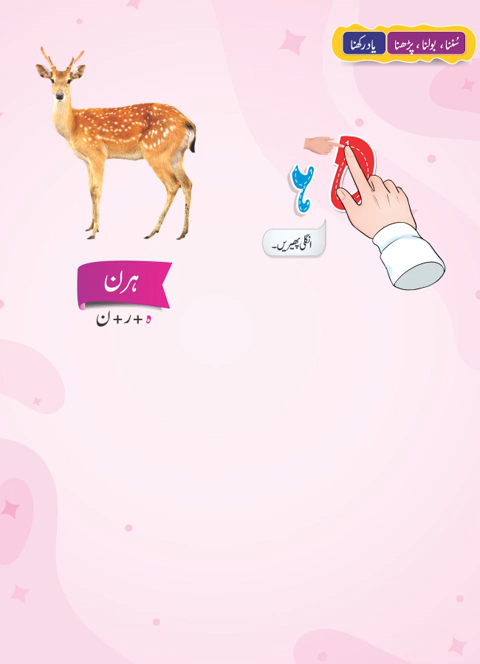 سُننا، بولنا، پڑھنا یاد رکھنا
ہ
انگلی پھیریں۔
ہرن
ہ + ر + ن